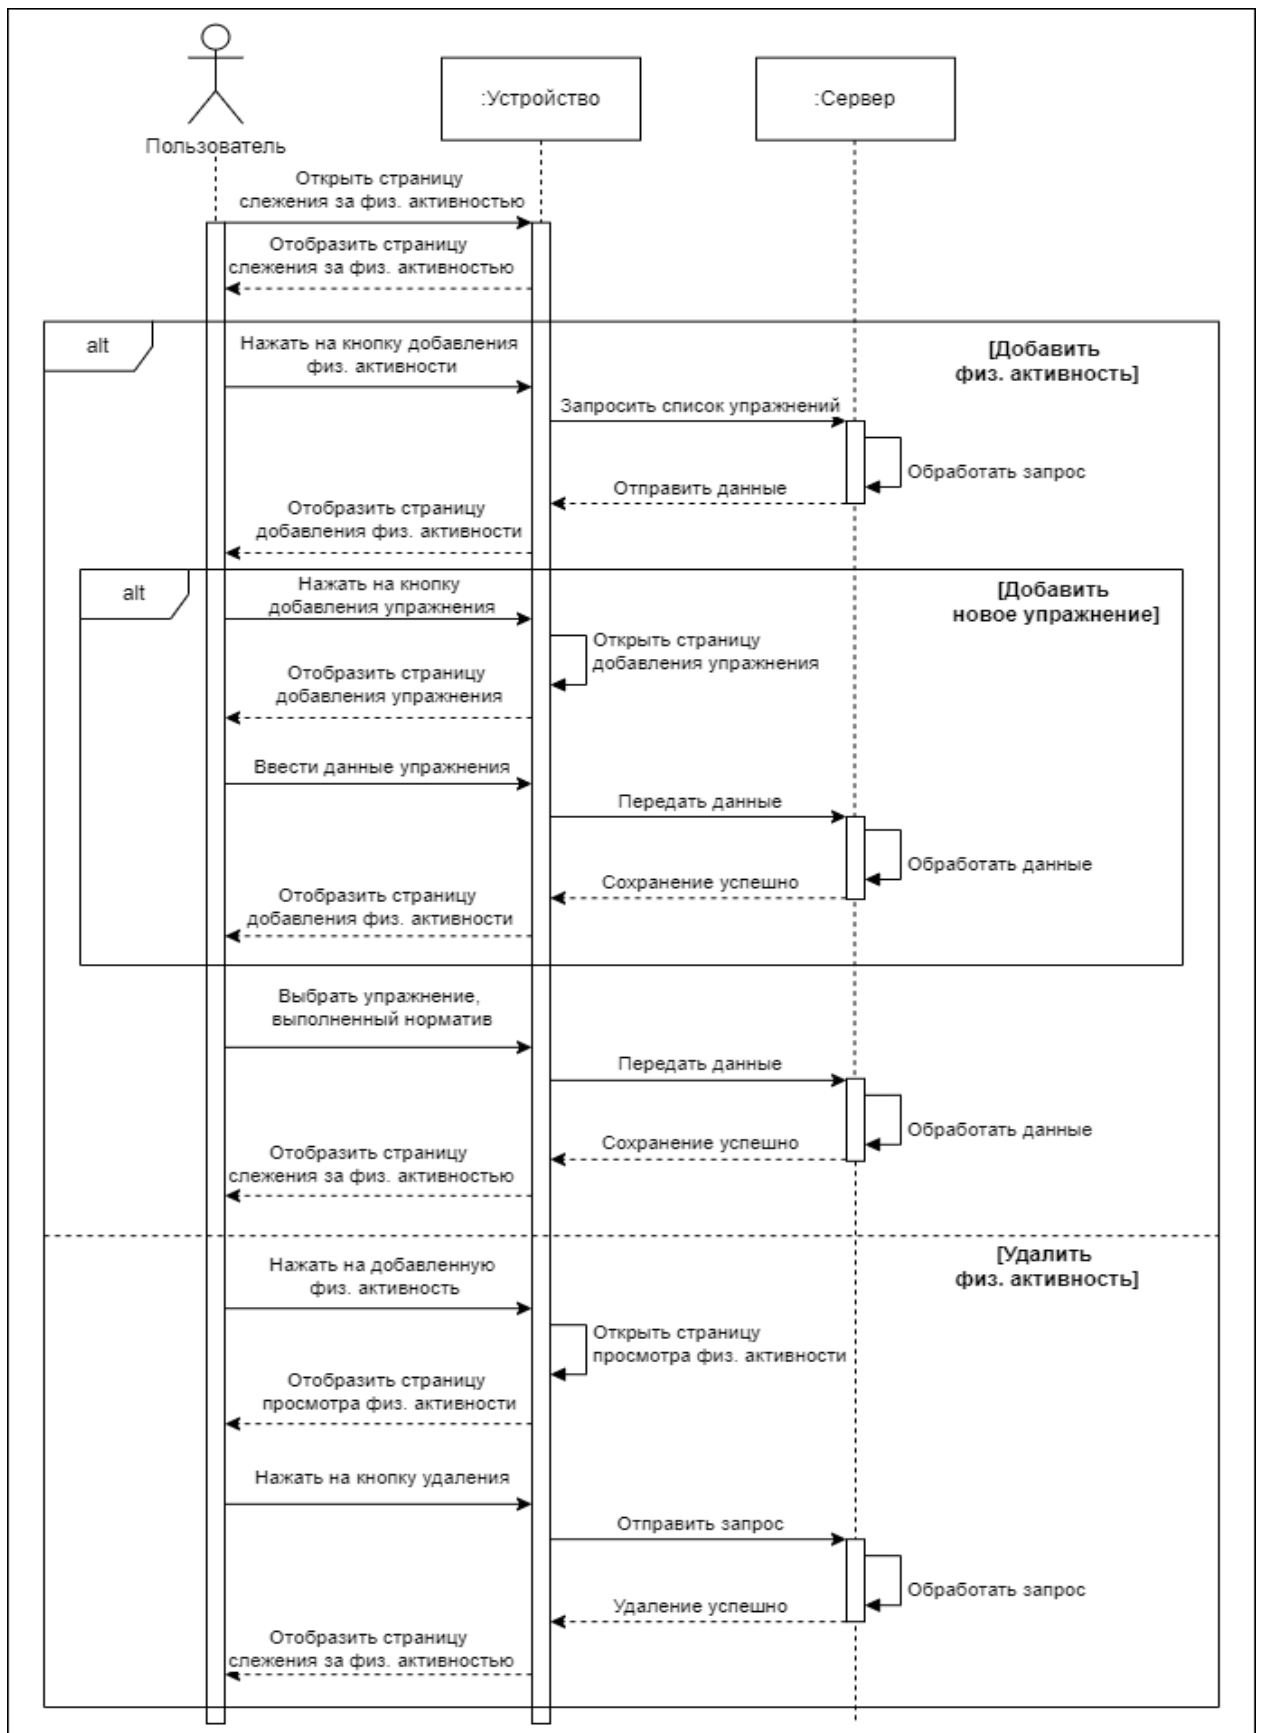 Пользователь
:Устройство
:Сервер
Открыть страницу
слежения за физ. активностью
Отобразить страницу
слежения за физ. активностью
alt
[Добавить
физ. активность]
Нажать на кнопку добавления
физ. активности
Запросить список упражнений
Обработать запрос
Отправить данные
Отобразить страницу
добавления физ. активности
alt
[Добавить
новое упражнение]
Нажать на кнопку
добавления упражнения
Открыть страницу
добавления упражнения
Отобразить страницу
добавления упражнения
Ввести данные упражнения
Передать данные
Обработать данные
Сохранение успешно
Отобразить страницу
добавления физ. активности
Выбрать упражнение,
выполненный норматив
Передать данные
Обработать данные
Сохранение успешно
Отобразить страницу
слежения за физ. активностью
[Удалить
физ. активность]
Нажать на добавленную
физ. активность
Открыть страницу
просмотра физ. активности
Отобразить страницу
просмотра физ. активности
Нажать на кнопку удаления
Отправить запрос
Обработать запрос
Удаление успешно
Отобразить страницу
слежения за физ. активностью